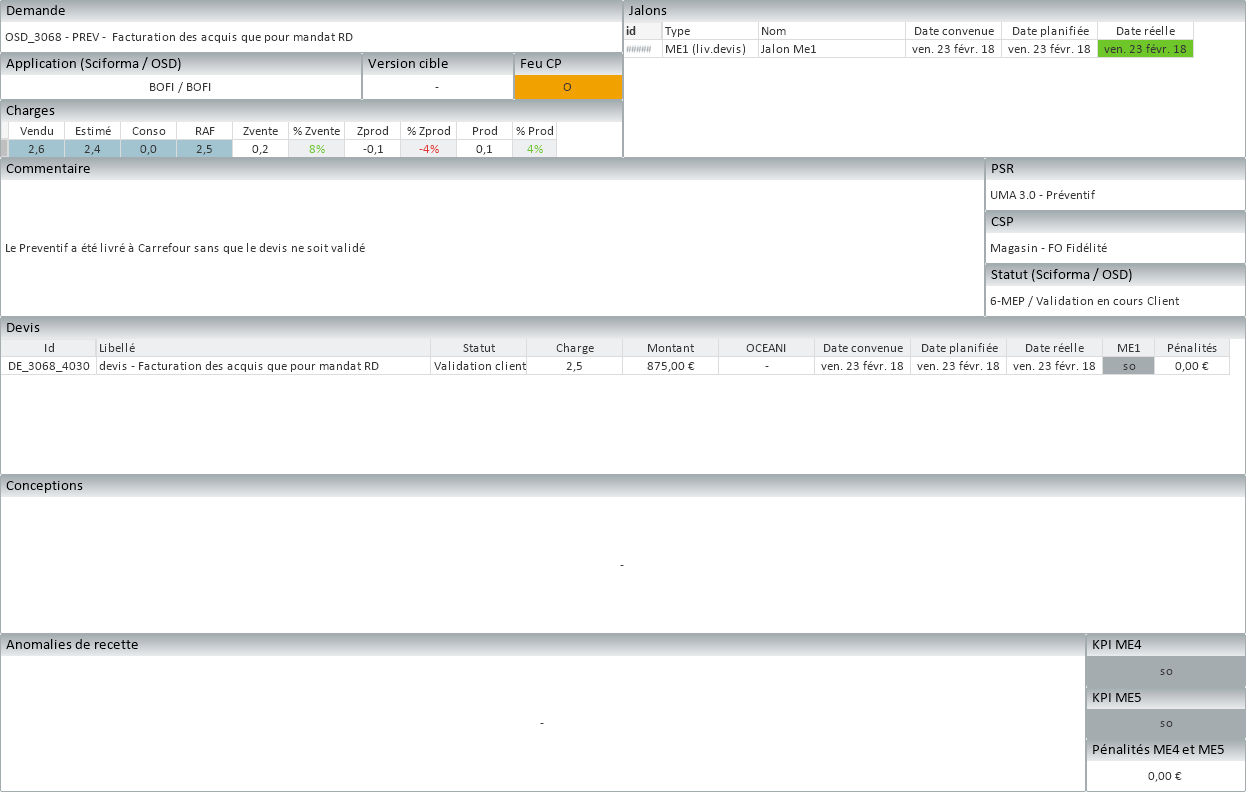 Demande
OSD_3068 - PREV - Facturation des acquis que pour mandat RD
Application (Sciforma / OSD) Version cible Feu CP
BOFI / BOFI - O
Charges
Vendu Estimé Conso RAF Zvente % Zvente Zprod % Zprod Prod % Prod
2,6 2,4 0,0 2,5 0,2 8% -0,1 -4% 0,1 4%
Jalons
id Type Nom Date convenue Date planifiée Date réelle
##### ME1 (liv.devis) Jalon Me1 ven. 23 févr. 18 ven. 23 févr. 18 ven. 23 févr. 18
Commentaire
Le Preventif a été livré à Carrefour sans que le devis ne soit validé
PSR
UMA 3.0 - Préventif
CSP
Magasin - FO Fidélité
Statut (Sciforma / OSD)
6-MEP / Validation en cours Client
Devis
Id Libellé Statut Charge Montant OCEANI Date convenue Date planifiée Date réelle ME1 Pénalités
DE_3068_4030 devis - Facturation des acquis que pour mandat RD Validation client 2,5 875,00 € - ven. 23 févr. 18 ven. 23 févr. 18 ven. 23 févr. 18 so 0,00 €
Conceptions
-
Anomalies de recette
-
KPI ME4
so
KPI ME5
so
Pénalités ME4 et ME5
0,00 €